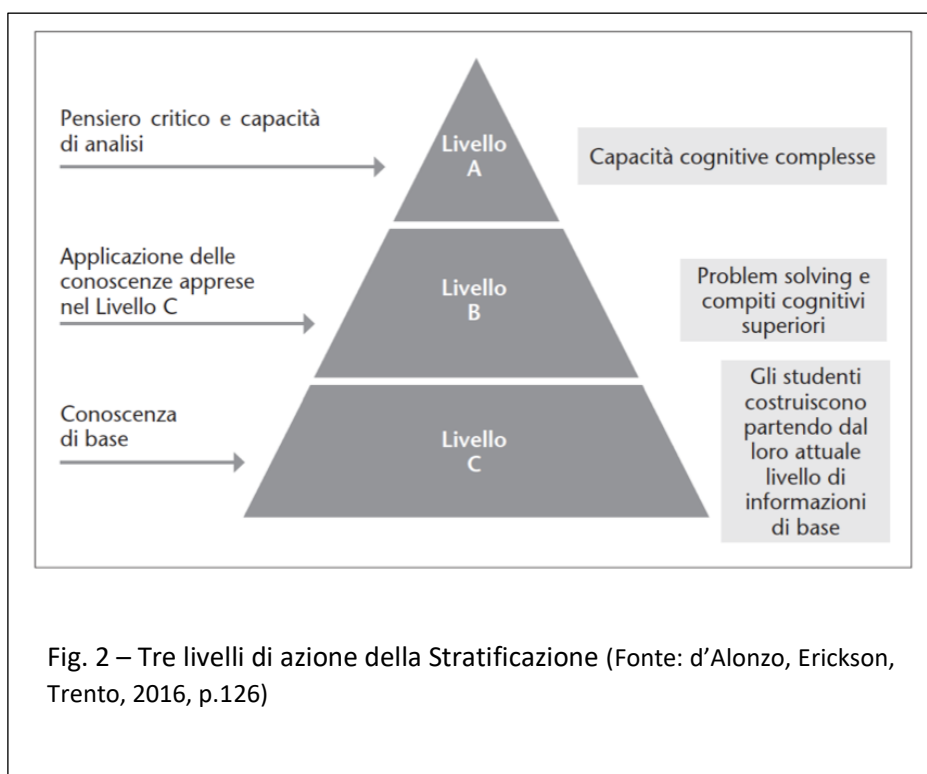 Pensiero critico e capacità
di analisi
Livello
A
Capacità cognitive complesse
Applicazione delle
conoscenze apprese
nel Livello C
Livello
B
Problem solving e
compiti cognitivi
superiori
Conoscenza
di base
Livello
C
Gli studenti
costruiscono
partendo dal
loro attuale
livello di
informazioni
di base
Fig. 2 – Tre livelli di azione della Stratificazione (Fonte: d’Alonzo, Erickson,
Trento, 2016, p.126)